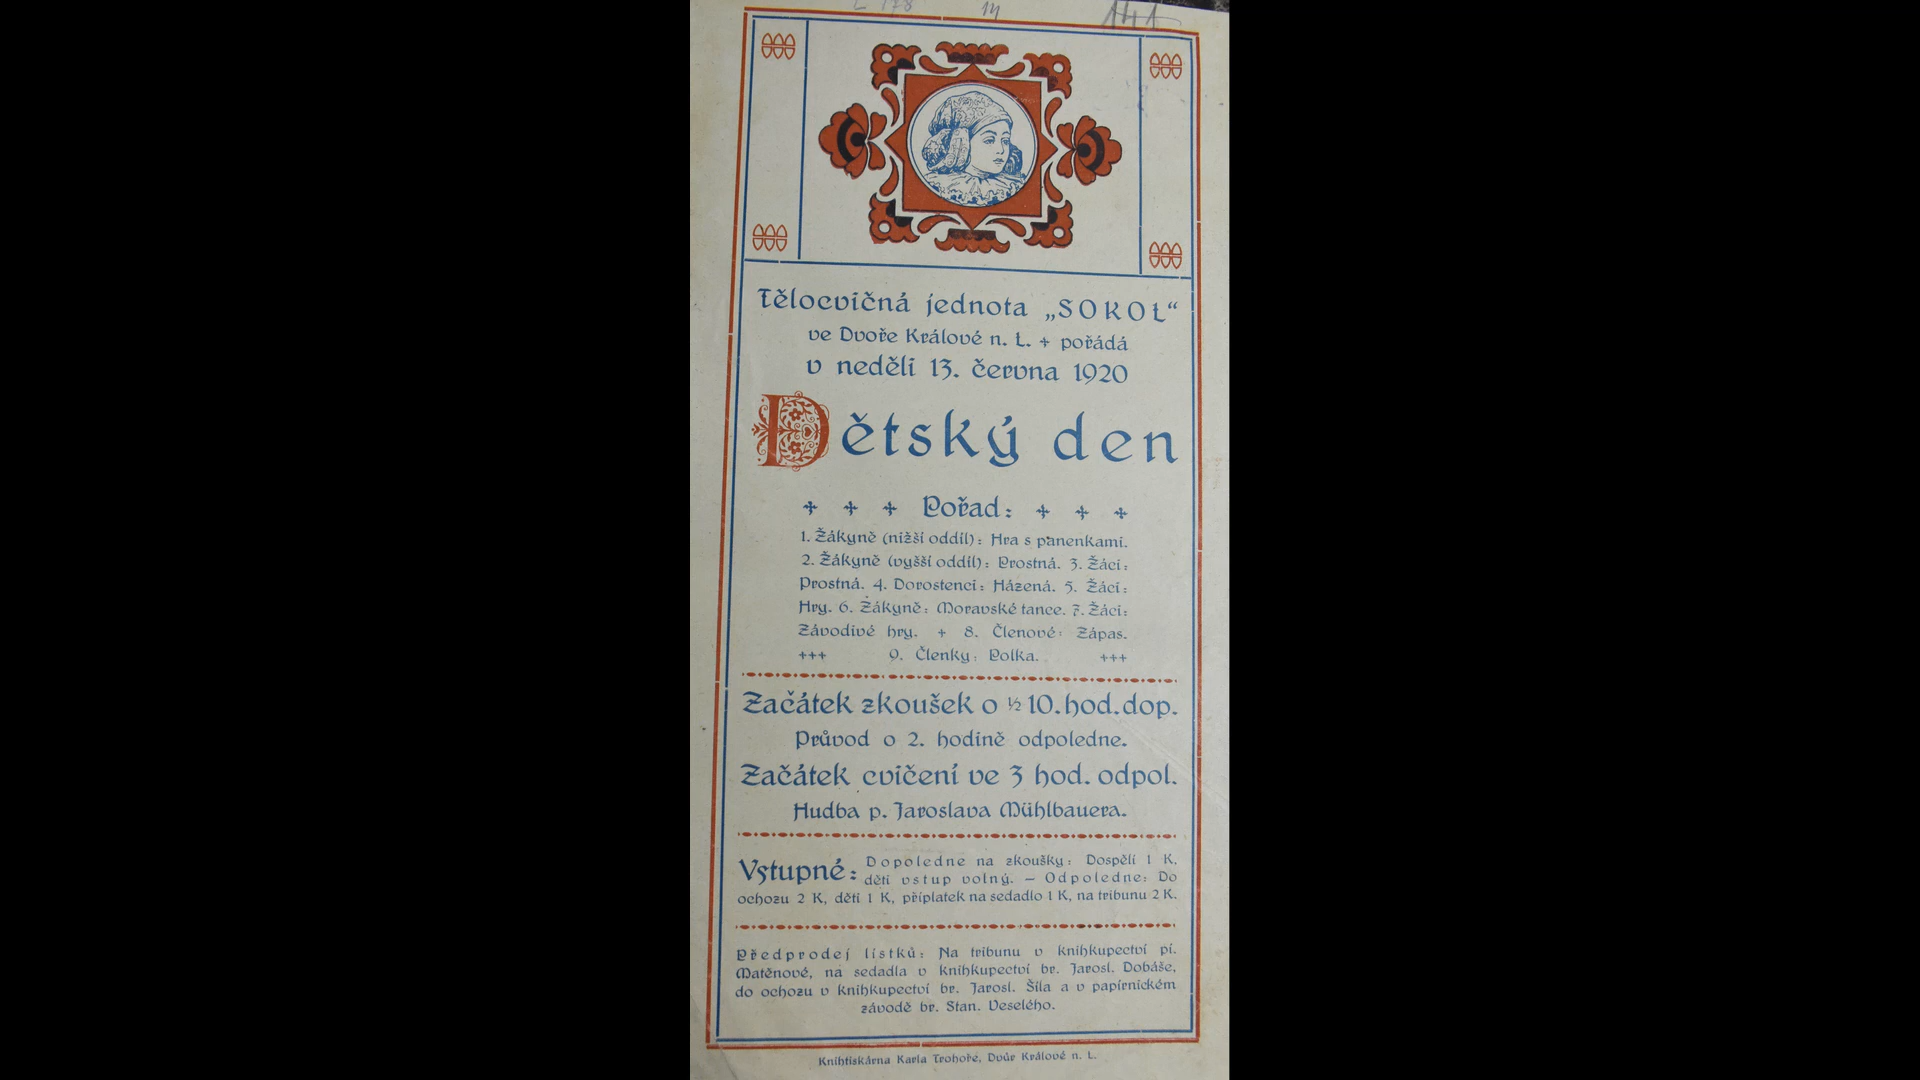 L 178 14 141
Tělocvičná jednota „SOKOL“
ve Dvoře Králové n. L. + pořádá
v neděli 13. června 1920
Dětský den
+ + + Pořad: + + +
1. Žákyně (nižší oddíl): Hra s panenkami.
2. Žákyně (vyšší oddíl): Prostná. 3. Žáci:
Prostná. 4. Dorostenci: Házená. 5. Žáci:
Hry. 6. Žákyně: Moravské tance. 7. Žáci:
Závodivé hry. + 8. Členové: Zápas.
+++ 9. Členky: Polka. +++
Začátek zkoušek o ½ 10. hod. dop.
Průvod o 2. hodině odpoledne.
Začátek cvičení ve 3 hod. odpol.
Hudba p. Jaroslava Mühlbauera.
Vstupné: Dopoledne na zkoušky: Dospělí 1 K,
děti vstup volný. — Odpoledne: Do
ochozu 2 K, děti 1 K, příplatek na sedadlo 1 K, na tribunu 2 K.
Předprodej lístků: Na tribunu v knihkupectví pí.
Matěnové, na sedadla v knihkupectví br. Jarosl. Dobáše,
do ochozu v knihkupectví br. Jarosl. Šíla a v papírnickém
závodě br. Stan. Veselého.
Knihtiskárna Karla Trohoře, Dvůr Králové n. L.